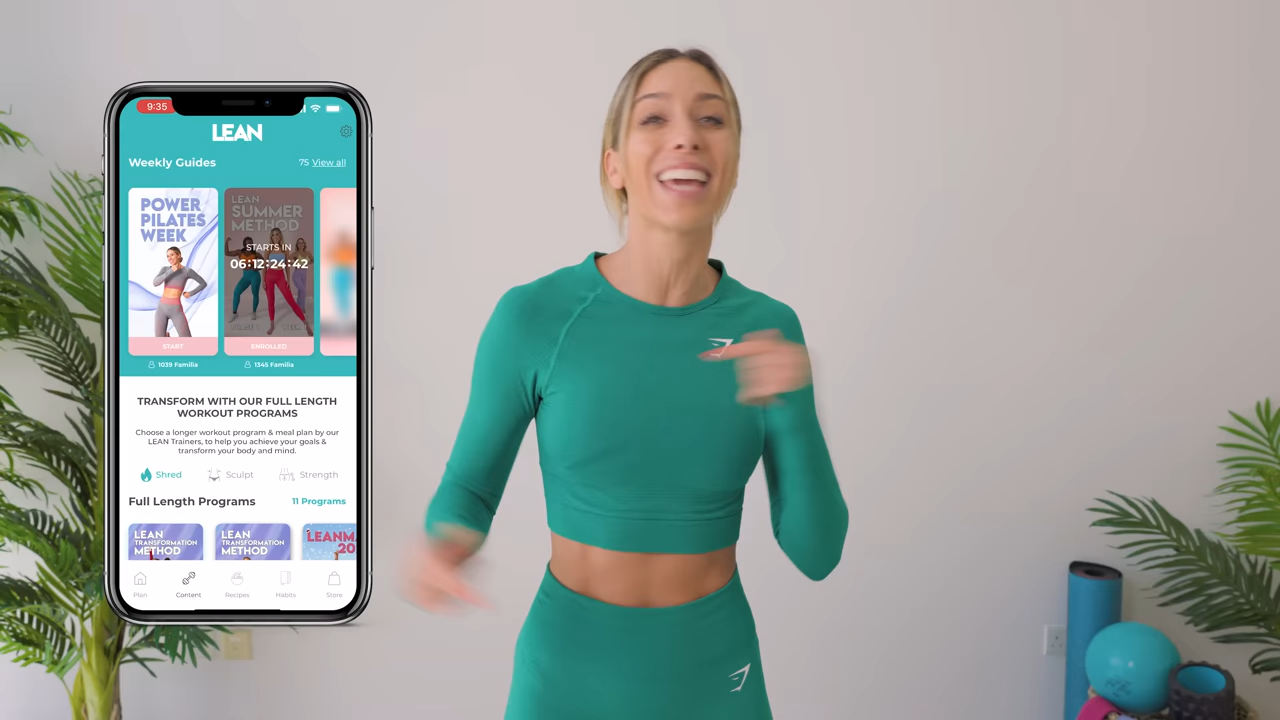 9:35
LEAN
Weekly Guides
75 View all
POWER
PILATES
WEEK
START
1039 Familia
LEAN
SUMMER
METHOD
STARTS IN
06:12:24:42
ENROLLED
1345 Familia
TRANSFORM WITH OUR FULL LENGTH
WORKOUT PROGRAMS
Choose a longer workout program & meal plan by our
LEAN Trainers, to help you achieve your goals &
transform your body and mind.
Shred
Sculpt
Strength
Full Length Programs
11 Programs
LEAN
TRANSFORMATION
METHOD
LEAN
TRANSFORMATION
METHOD
Plan
Content
Recipes
Habits
Store